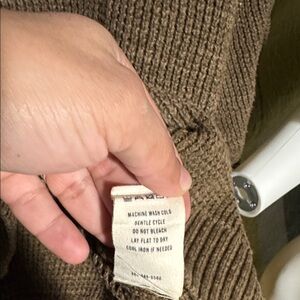 MACHINE WASH COLD
GENTLE CYCLE
DO NOT BLEACH
LAY FLAT TO DRY
COOL IRON IF NEEDED